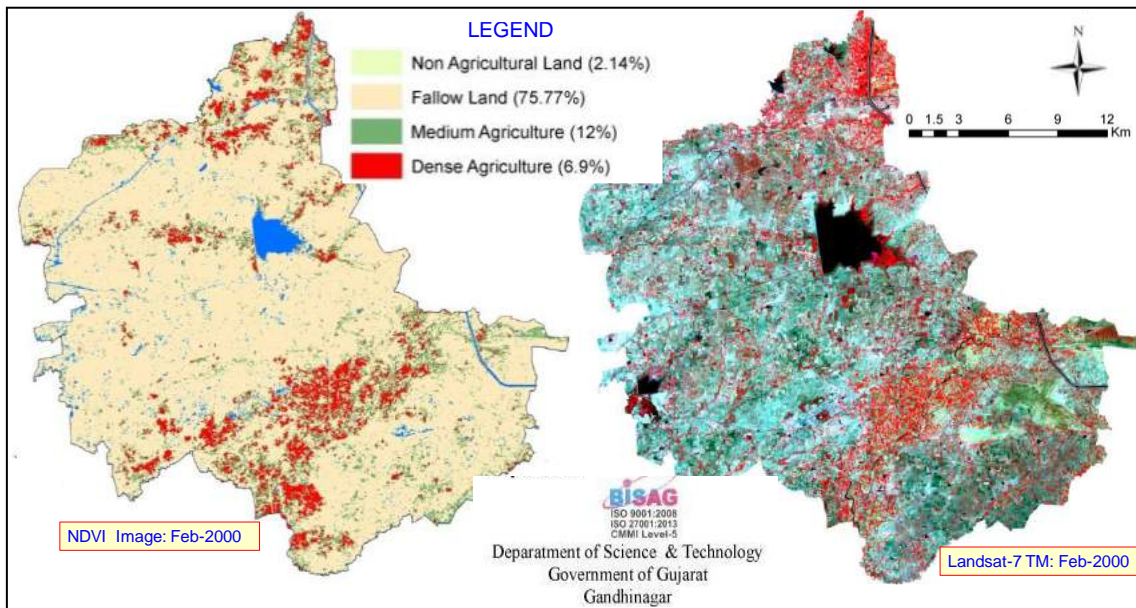 LEGEND
Non Agricultural Land (2.14%)
Fallow Land (75.77%)
Medium Agriculture (12%)
Dense Agriculture (6.9%)
N
0 1.5 3 6 9 12
Km
NDVI Image: Feb-2000
BISAG
ISO 9001:2008
ISO 27001:2013
CMMI Level-5
Depatrament of Science & Technology
Government of Gujarat
Gandhinagar
Landsat-7 TM: Feb-2000